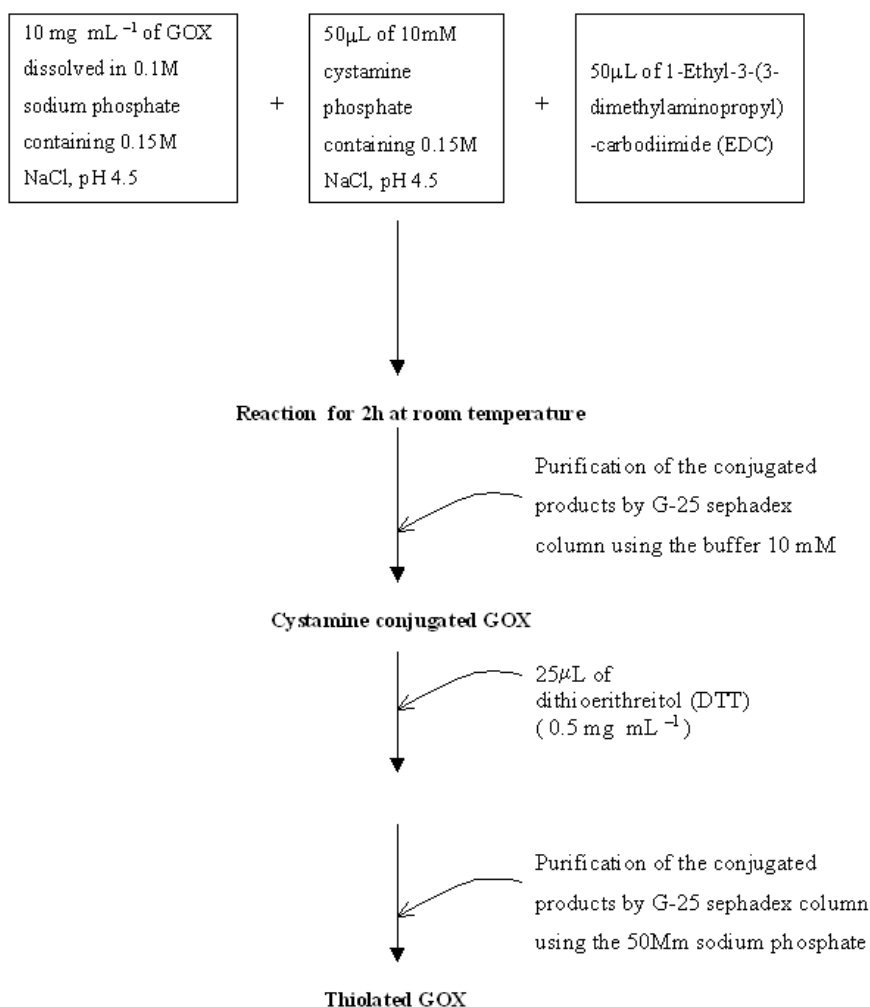 10 mg mL⁻¹ of GOX
dissolved in 0.1M
sodium phosphate
containing 0.15M
NaCl, pH 4.5
+
50μL of 10mM
cystamine
phosphate
containing 0.15M
NaCl, pH 4.5
+
50μL of 1-Ethyl-3-(3-
dimethylaminopropyl)
-carbodiimide (EDC)
Reaction for 2h at room temperature
Purification of the conjugated
products by G-25 sephadex
column using the buffer 10 mM
Cystamine conjugated GOX
25μL of
dithioerithreitol (DTT)
( 0.5 mg mL⁻¹)
Purification of the conjugated
products by G-25 sephadex column
using the 50Mm sodium phosphate
Thiolated GOX